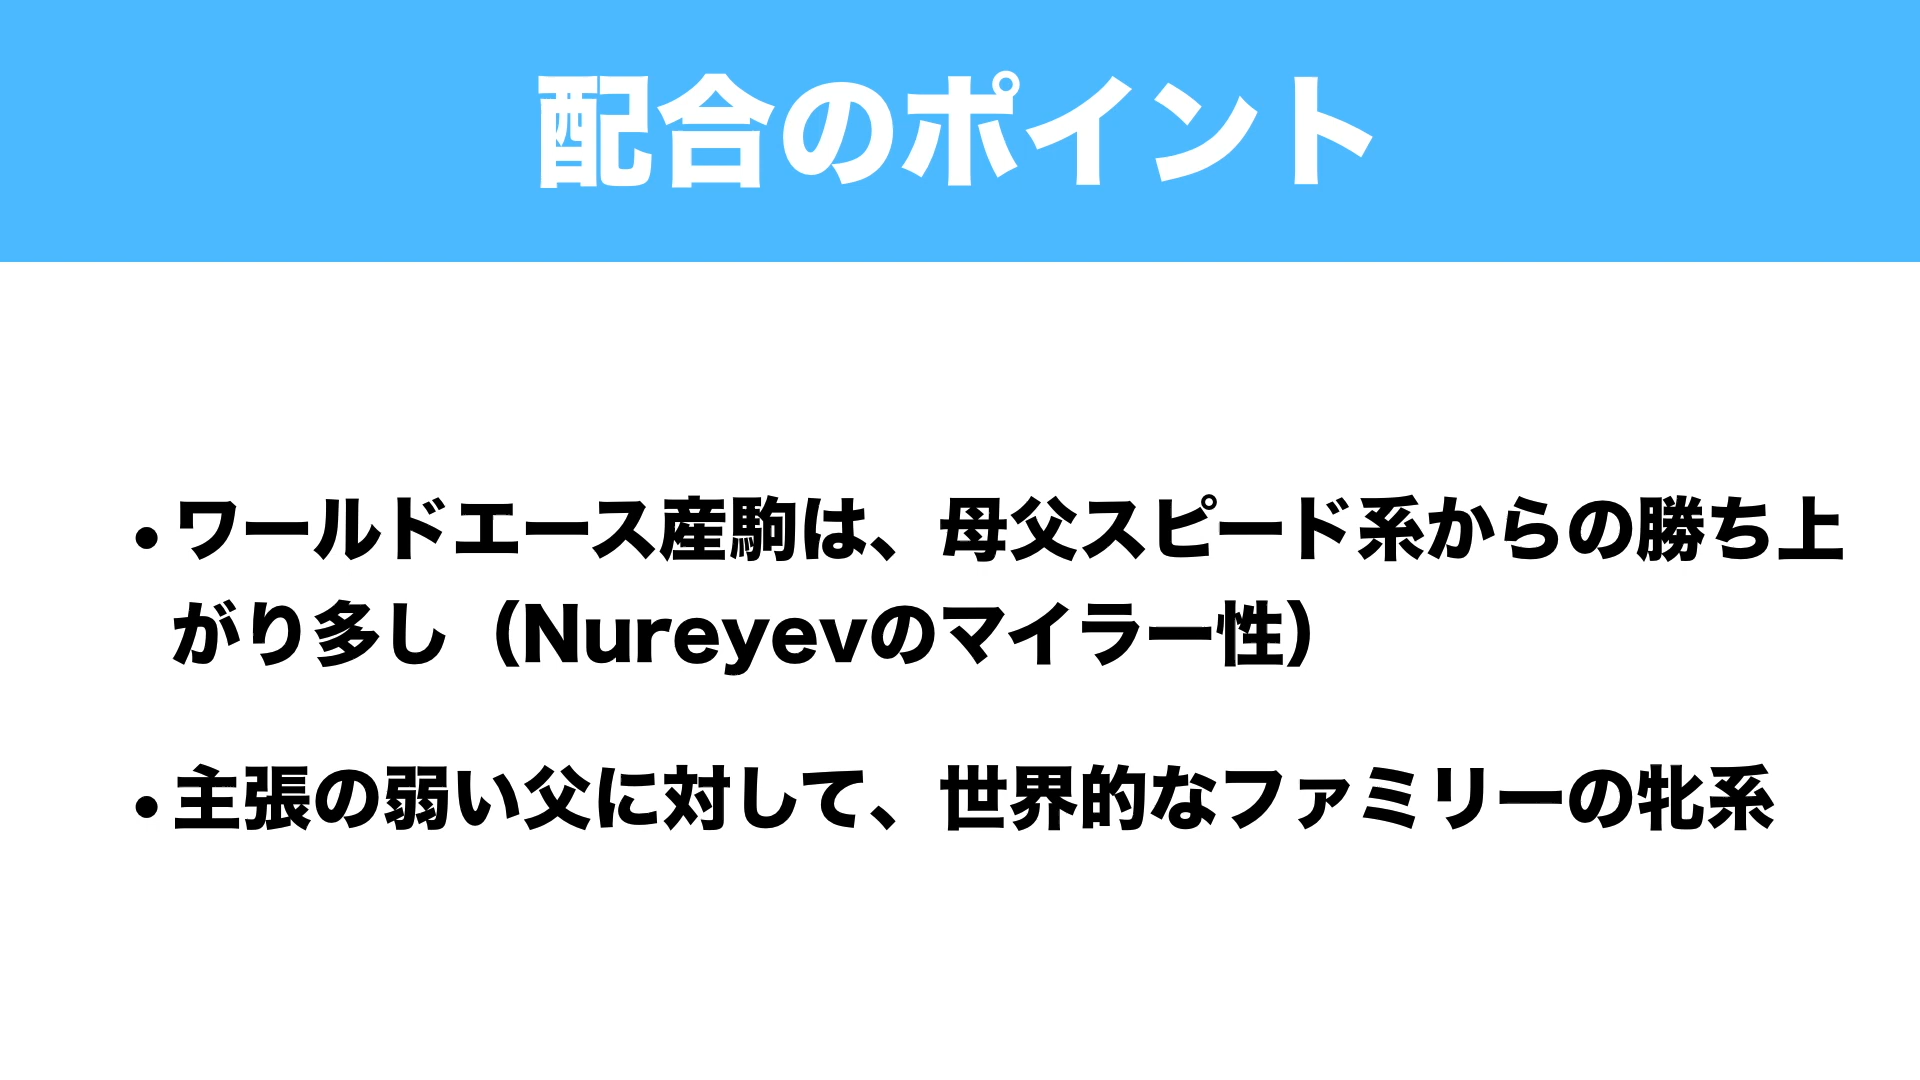 配合のポイント
•ワールドエース産駒は、母父スピード系からの勝ち上
がり多し（Nureyevのマイラー性）
•主張の弱い父に対して、世界的なファミリーの牝系